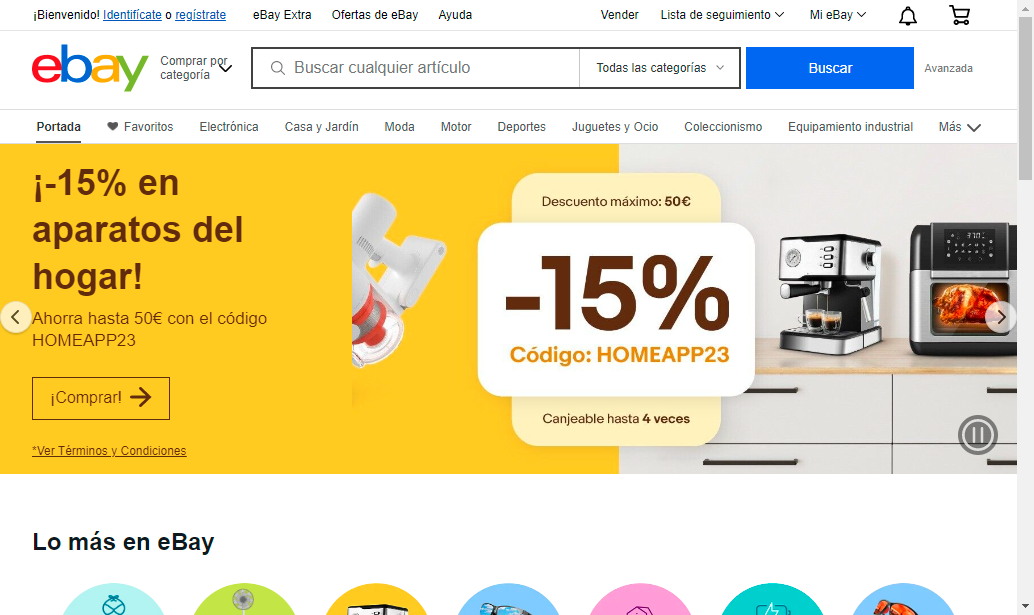 ¡Bienvenido! Identifícate o regístrate eBay Extra Ofertas de eBay Ayuda Vender Lista de seguimiento Mi eBay
ebay Comprar por categoría Buscar cualquier artículo Todas las categorías Buscar Avanzada
Portada Favoritos Electrónica Casa y Jardín Moda Motor Deportes Juguetes y Ocio Coleccionismo Equipamiento industrial Más
¡-15% en
aparatos del
hogar!
Ahorra hasta 50€ con el código
HOMEAPP23
¡Comprar!
*Ver Términos y Condiciones
Descuento máximo: 50€
-15%
Código: HOMEAPP23
Canjeable hasta 4 veces
Lo más en eBay